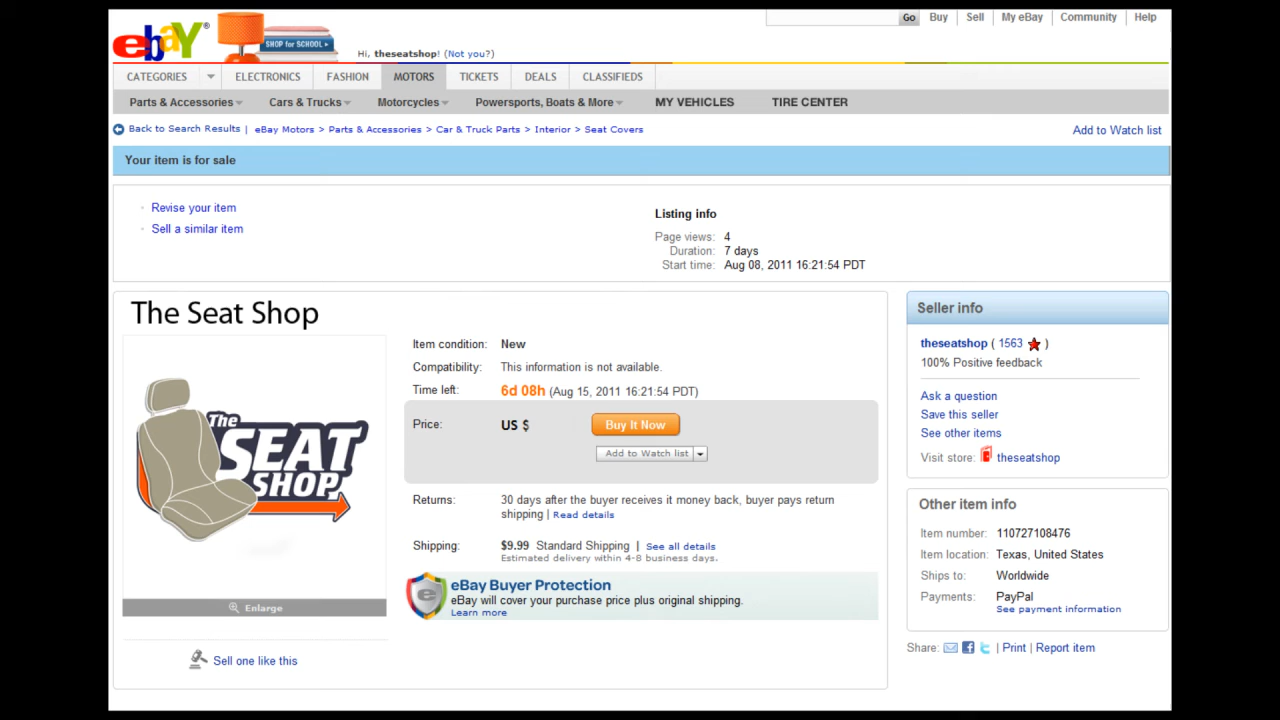 ebaY®
SHOP for SCHOOL ▸
Hi, theseatshop! (Not you?)
Go Buy | Sell | My eBay | Community | Help
CATEGORIES ELECTRONICS FASHION MOTORS TICKETS DEALS CLASSIFIEDS
Parts & Accessories Cars & Trucks Motorcycles Powersports, Boats & More MY VEHICLES TIRE CENTER
Back to Search Results | eBay Motors > Parts & Accessories > Car & Truck Parts > Interior > Seat Covers
Add to Watch list
Your item is for sale
Revise your item
Sell a similar item
Listing info
Page views: 4
Duration: 7 days
Start time: Aug 08, 2011 16:21:54 PDT
The Seat Shop
The
SEAT
SHOP
Enlarge
Sell one like this
Item condition: New
Compatibility: This information is not available.
Time left: 6d 08h (Aug 15, 2011 16:21:54 PDT)
Price: US $ Buy It Now
Add to Watch list
Returns: 30 days after the buyer receives it money back, buyer pays return
shipping | Read details
Shipping: $9.99 Standard Shipping | See all details
Estimated delivery within 4-8 business days.
eBay Buyer Protection
eBay will cover your purchase price plus original shipping.
Learn more
Seller info
theseatshop ( 1563 )
100% Positive feedback
Ask a question
Save this seller
See other items
Visit store: theseatshop
Other item info
Item number: 110727108476
Item location: Texas, United States
Ships to: Worldwide
Payments: PayPal
See payment information
Share: | Print | Report item